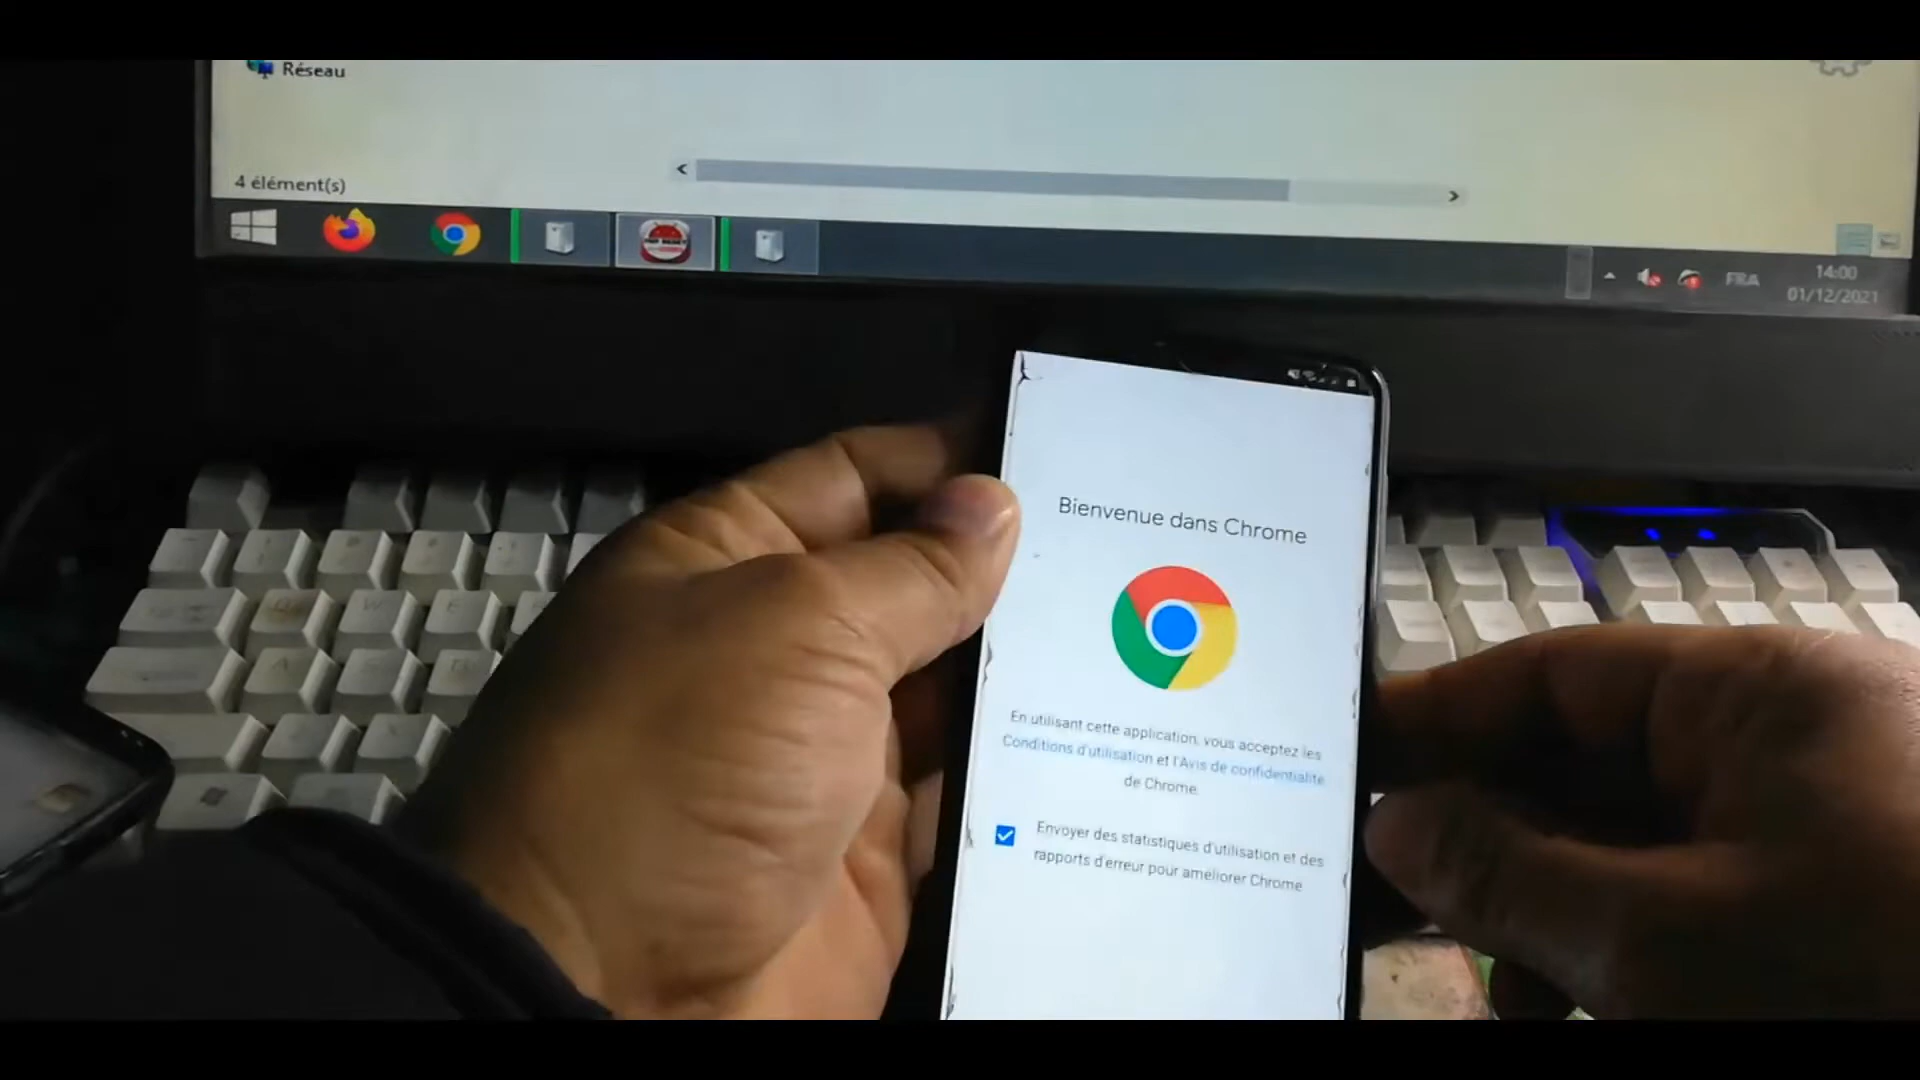 Réseau
4 élément(s)
FRA
14:00
01/12/2021
Bienvenue dans Chrome
En utilisant cette application, vous acceptez les
Conditions d'utilisation et l'Avis de confidentialité
de Chrome.
Envoyer des statistiques d'utilisation et des
rapports d'erreur pour améliorer Chrome
W
E
A